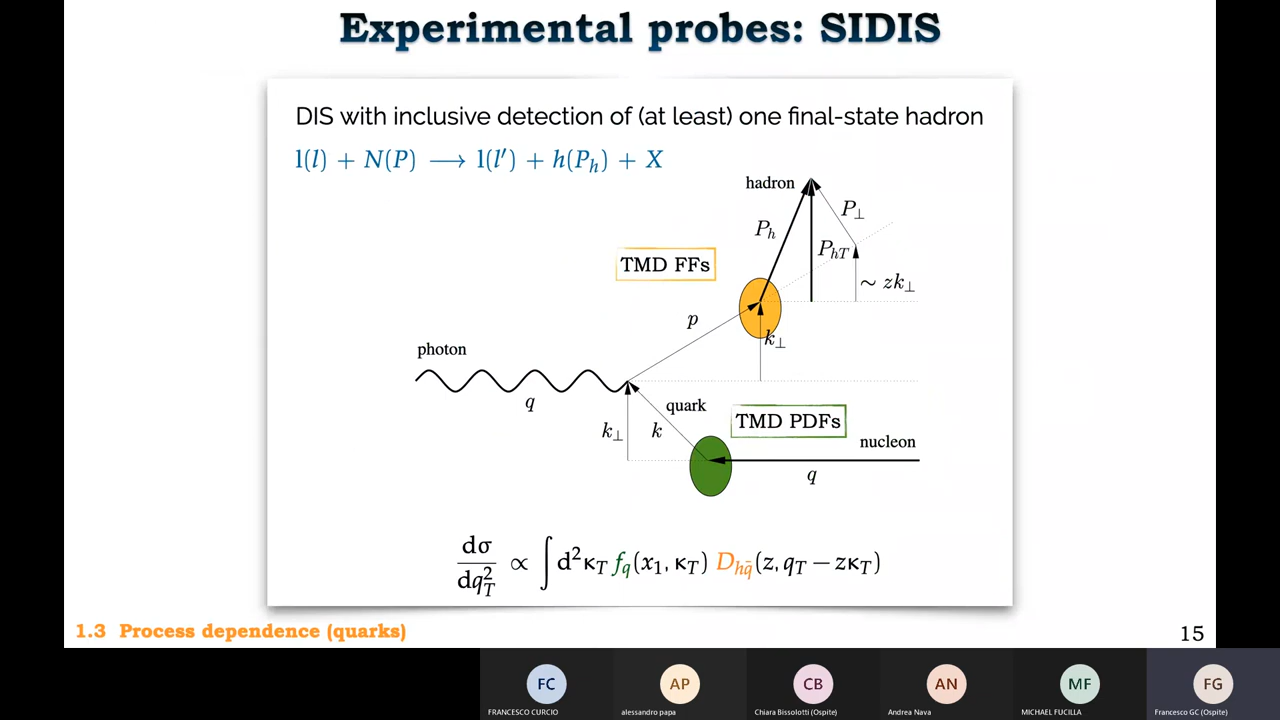 Experimental probes: SIDIS
DIS with inclusive detection of (at least) one final-state hadron
l(l) + N(P) ⟶ l(l′) + h(P_h) + X
hadron
P_⊥
P_h
P_hT
TMD FFs
∼ zk_⊥
p
k_⊥
photon
q
quark
k_⊥
k
TMD PDFs
nucleon
q
dσ/dq_T^2 ∝ ∫ d²κ_T f_q(x₁, κ_T) D_hq̄(z, q_T − zκ_T)
1.3 Process dependence (quarks)
15
FC
AP
CB
AN
MF
FG
FRANCESCO CURCIO
alessandro papa
Chiara Bissolotti (Ospite)
Andrea Nava
MICHAEL FUCILLA
Francesco GC (Ospite)